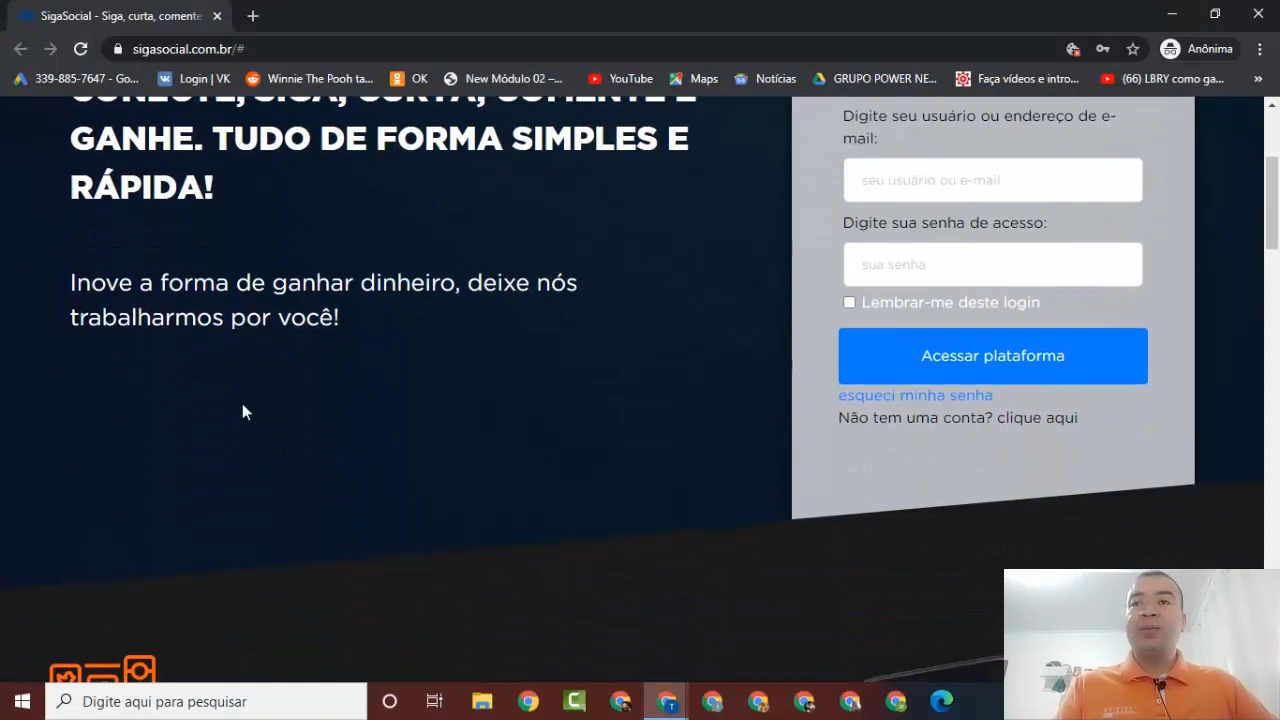 SigaSocial - Siga, curta, comente
sigasocial.com.br/#
Anônima
339-885-7647 - Go...
Login | VK
Winnie The Pooh ta...
OK
New Módulo 02 –...
YouTube
Maps
Notícias
GRUPO POWER NE...
Faça vídeos e intro...
(66) LBRY como ga...
»
CONECTE, SIGA, CURTA, COMENTE E
GANHE. TUDO DE FORMA SIMPLES E
RÁPIDA!
Inove a forma de ganhar dinheiro, deixe nós
trabalharmos por você!
Digite seu usuário ou endereço de e-
mail:
seu usuário ou e-mail
Digite sua senha de acesso:
sua senha
Lembrar-me deste login
Acessar plataforma
esqueci minha senha
Não tem uma conta? clique aqui
Digite aqui para pesquisar